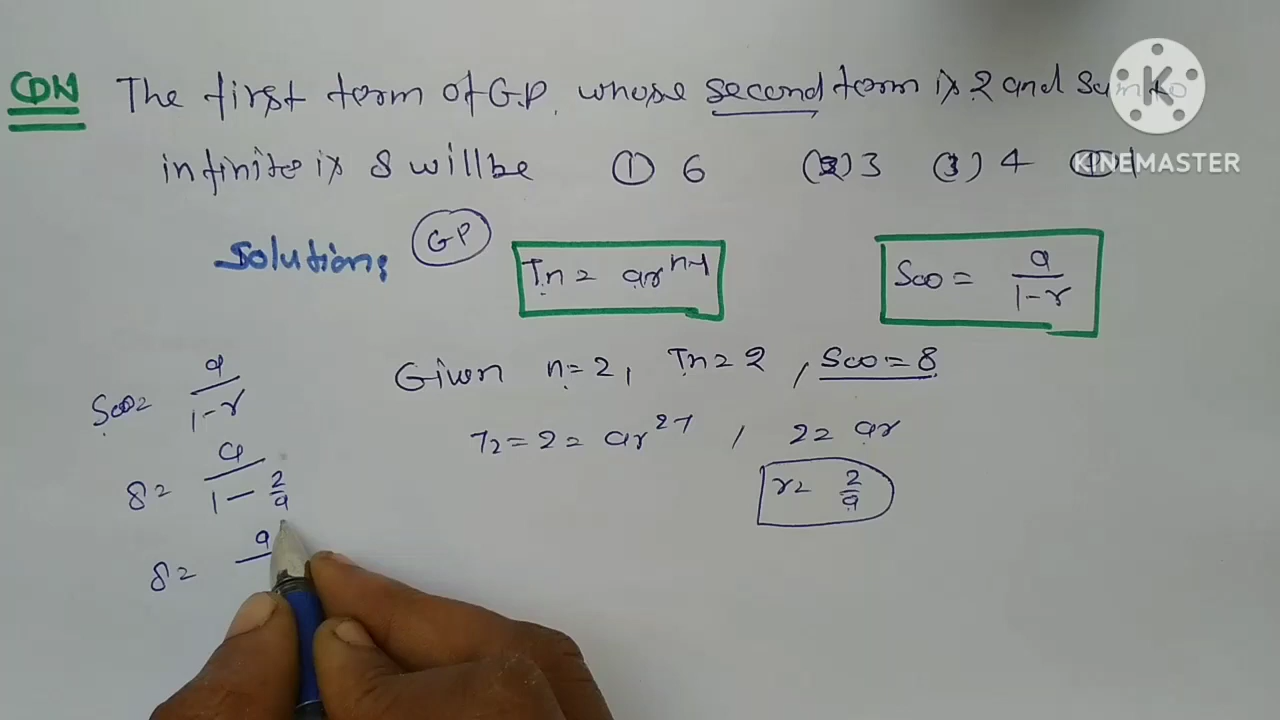 QN The first term of G.P. whose second term is 2 and Sum to
infinite is 8 will be (1) 6 (2) 3 (3) 4 1
KINEMASTER
Solution: GP Tn = ar^n-1 S∞ = a/1-r
Given n=2, Tn=2, S∞=8
S∞= a/1-r
T2=2= ar^2-1, 2= ar
8= a/1-2/a
r= 2/a
8= a